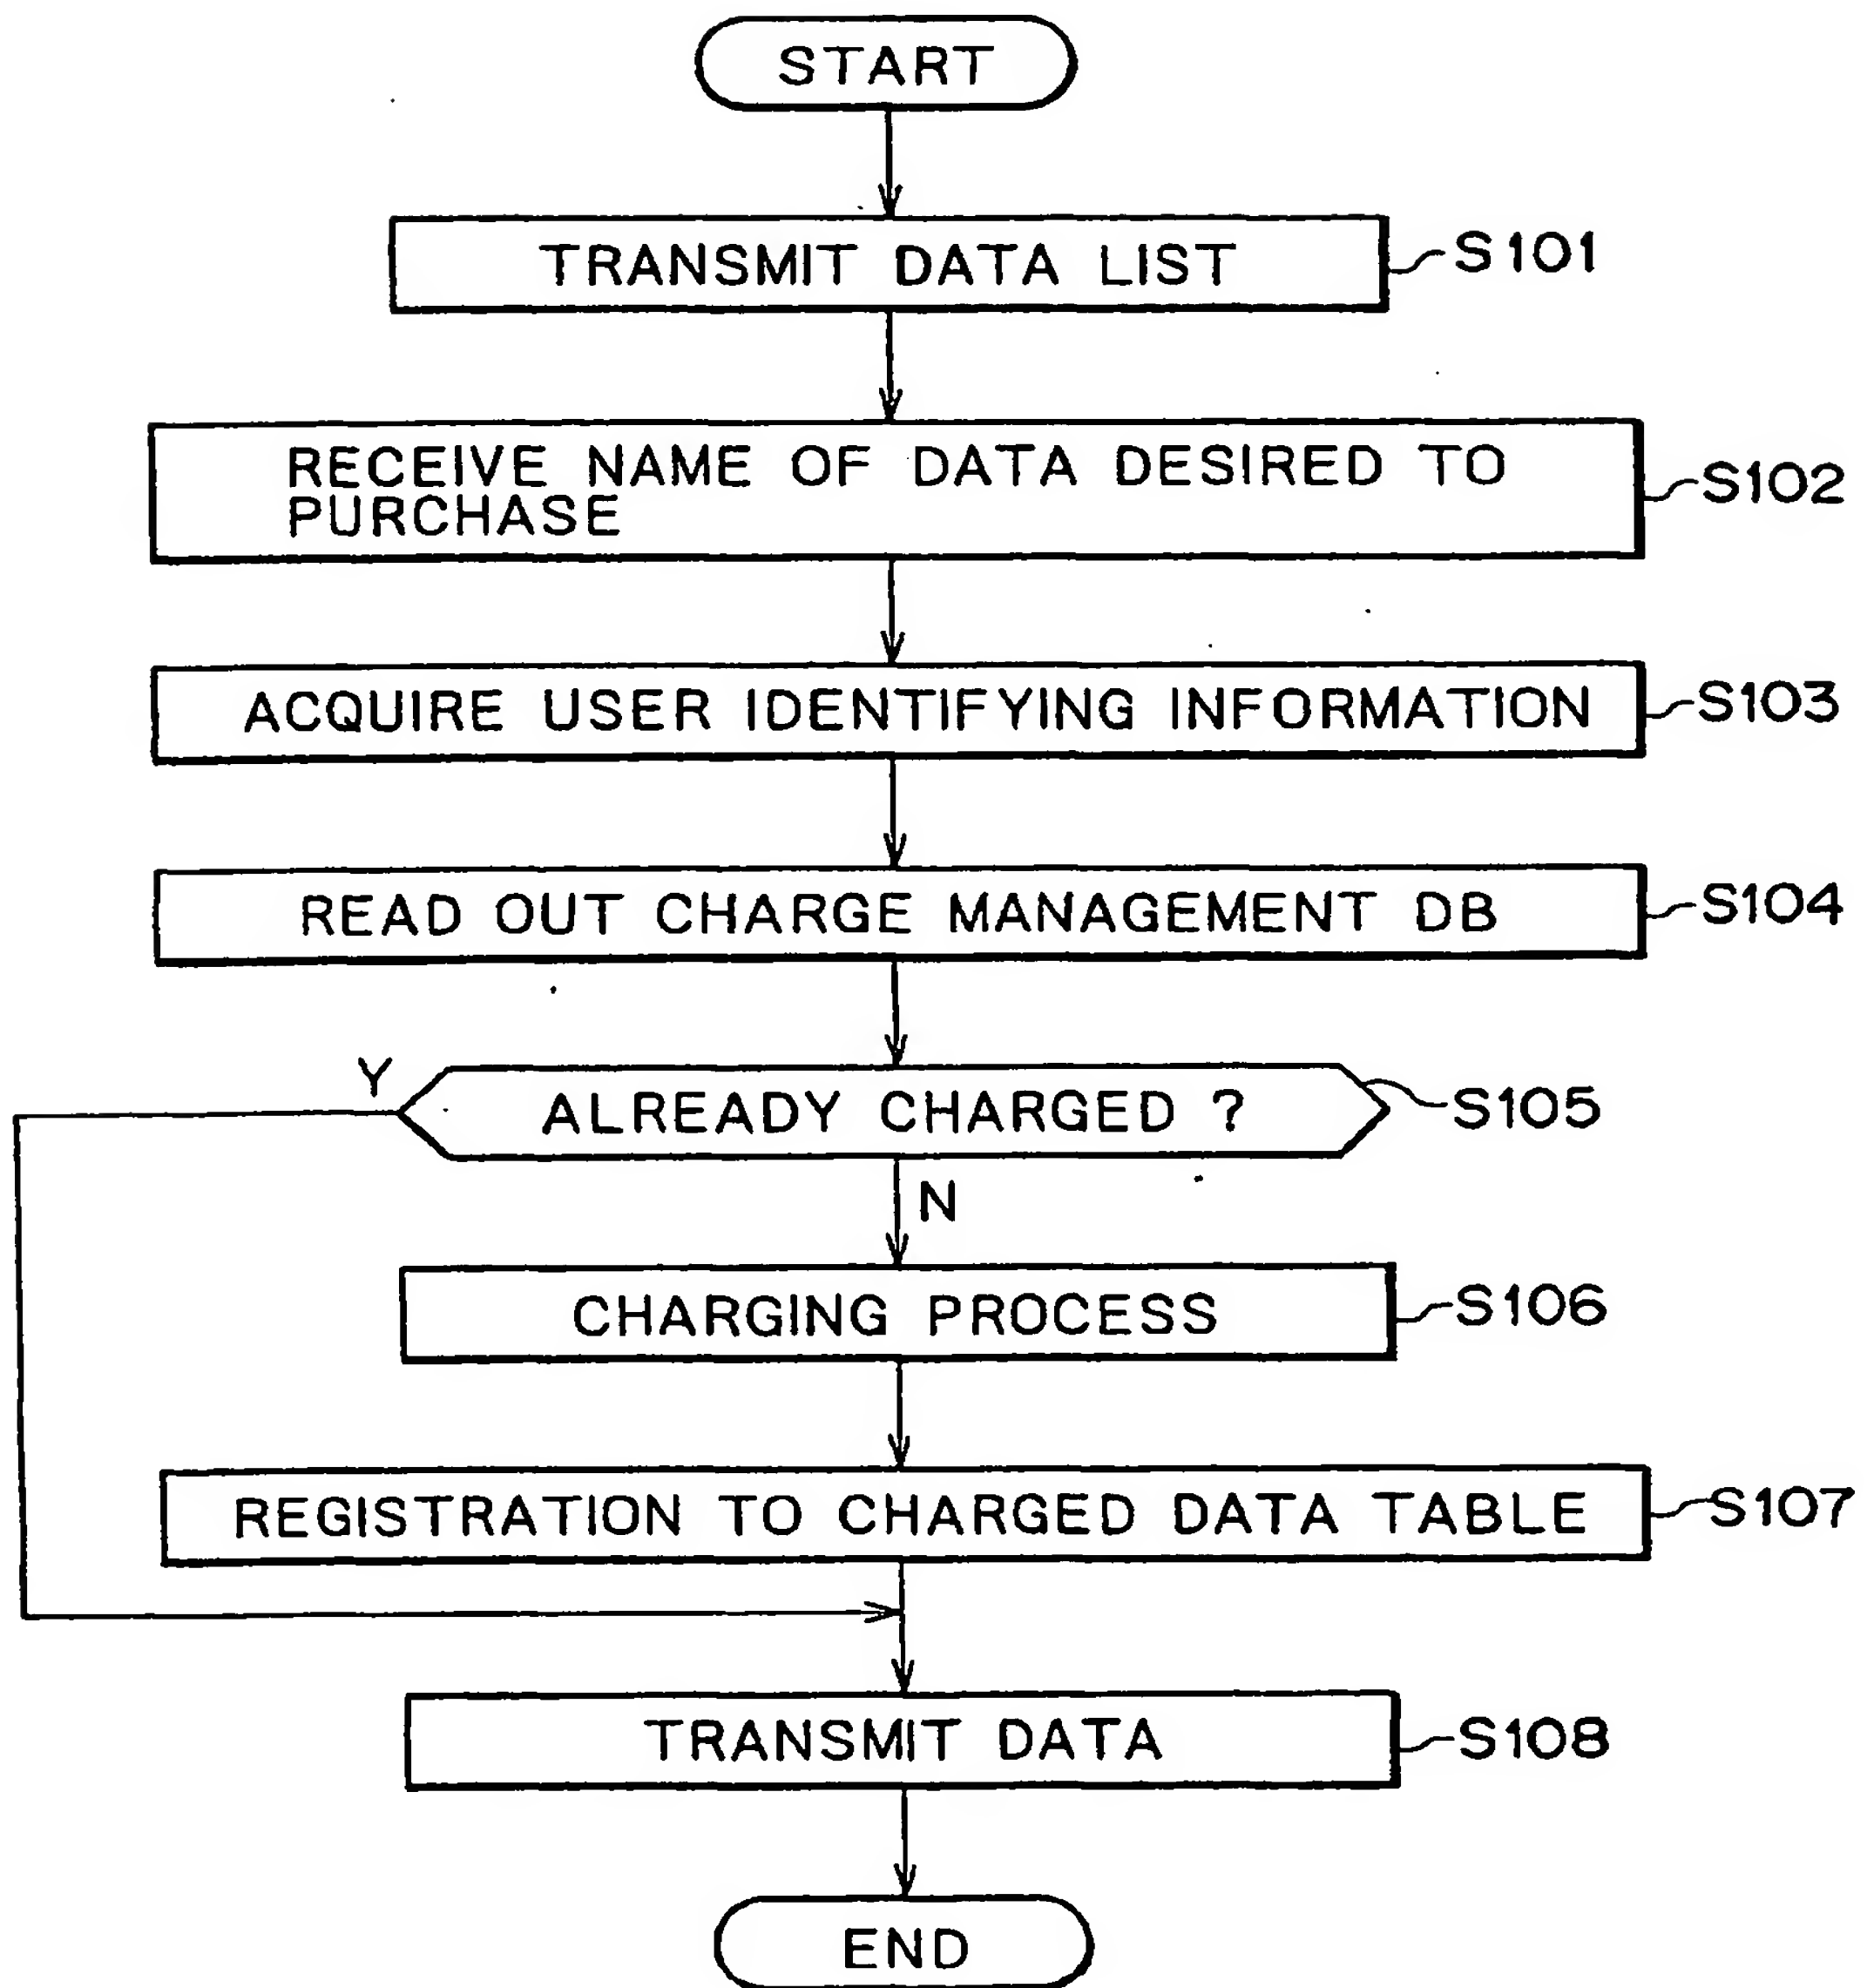 START
TRANSMIT DATA LIST
S101
RECEIVE NAME OF DATA DESIRED TO
PURCHASE
S102
ACQUIRE USER IDENTIFYING INFORMATION
S103
READ OUT CHARGE MANAGEMENT DB
S104
Y
ALREADY CHARGED ?
S105
N
CHARGING PROCESS
S106
REGISTRATION TO CHARGED DATA TABLE
S107
TRANSMIT DATA
S108
END